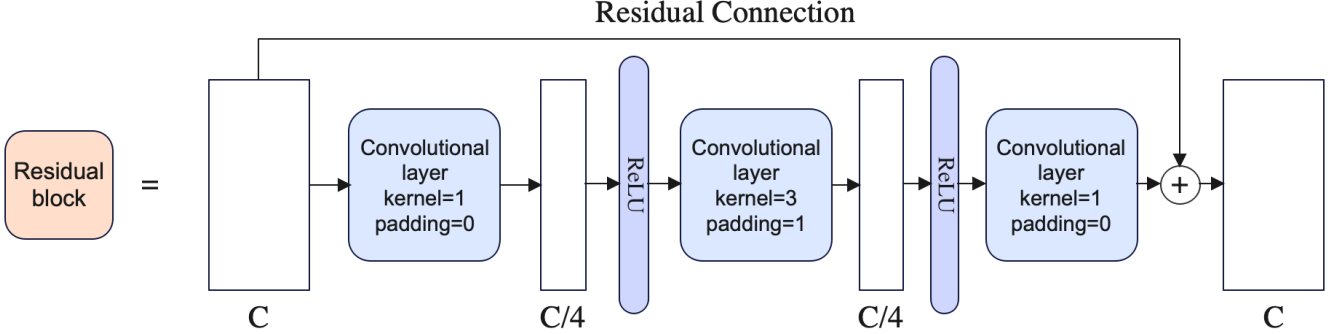 Residual Connection
Residual
block
=
Convolutional
layer
kernel=1
padding=0
ReLU
Convolutional
layer
kernel=3
padding=1
ReLU
Convolutional
layer
kernel=1
padding=0
+
C
C/4
C/4
C